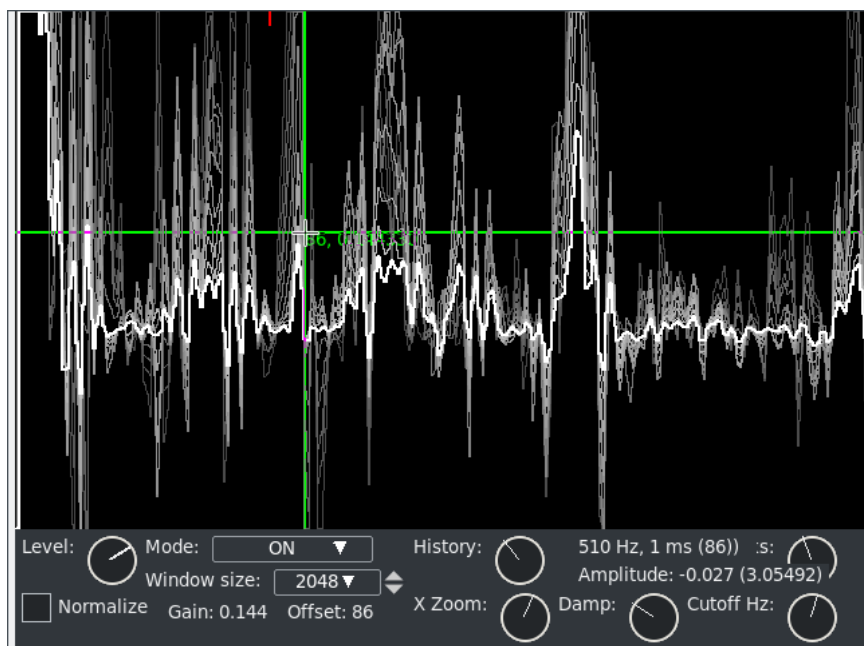 Level:
Mode:
ON
History:
510 Hz, 1 ms (86))
:s:
Window size:
2048
Amplitude: -0.027 (3.05492)
Normalize
Gain: 0.144
Offset: 86
X Zoom:
Damp:
Cutoff Hz: